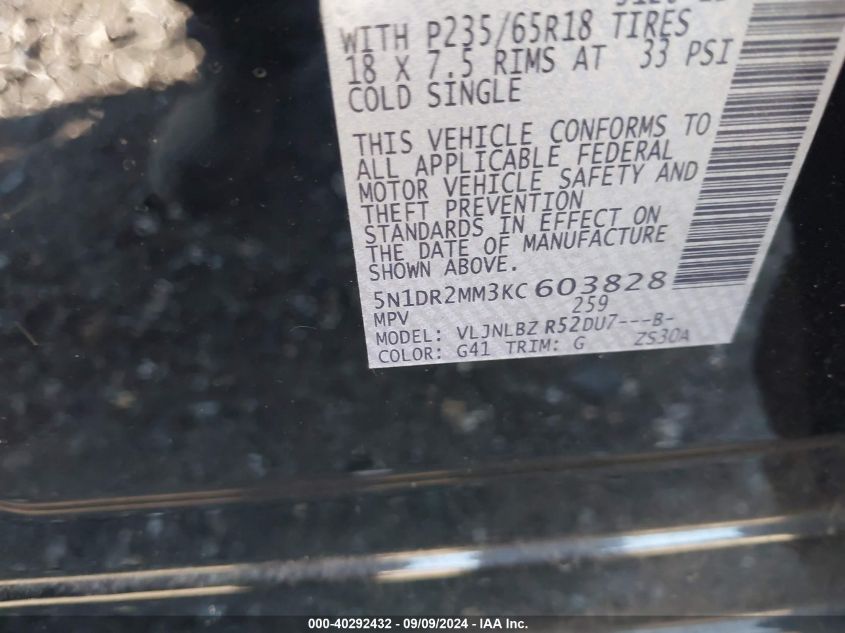 WITH P235/65R18 TIRES
18 X 7.5 RIMS AT 33 PSI
COLD SINGLE
THIS VEHICLE CONFORMS TO
ALL APPLICABLE FEDERAL
MOTOR VEHICLE SAFETY AND
THEFT PREVENTION
STANDARDS IN EFFECT ON
THE DATE OF MANUFACTURE
SHOWN ABOVE.
5N1DR2MM3KC603828
MPV 259
MODEL: VLJNLBZ R52DU7---B-
COLOR: G41 TRIM: G ZS30A
000-40292432 - 09/09/2024 - IAA Inc.